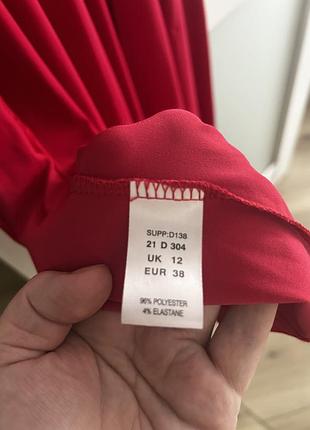 SUPP:D138
21 D 304
UK 12
EUR 38
96% POLYESTER
4% ELASTANE